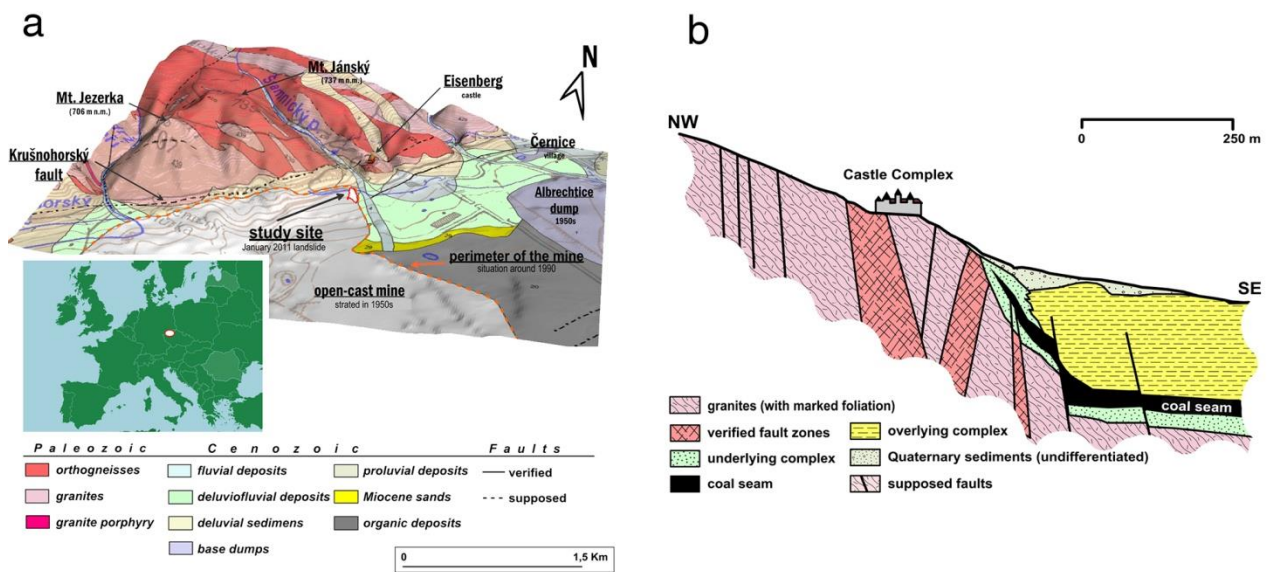 a
Mt. Jánský
(737 m n.m.)
N
Mt. Jezerka
(706 m n.m.)
Eisenberg
castle
Krušnohorský
fault
Černice
village
Albrechtice
dump
1950s
study site
January 2011 landslide
perimeter of the mine
situation around 1990
open-cast mine
strated in 1950s
Paleozoic
Cenozoic
Faults
orthogneisses
fluvial deposits
proluvial deposits
verified
granites
deluviofluvial deposits
Miocene sands
supposed
granite porphyry
deluvial sedimens
organic deposits
base dumps
0
1,5 Km
b
NW
0
250 m
Castle Complex
SE
coal seam
granites (with marked foliation)
verified fault zones
overlying complex
underlying complex
Quaternary sediments (undifferentiated)
coal seam
supposed faults